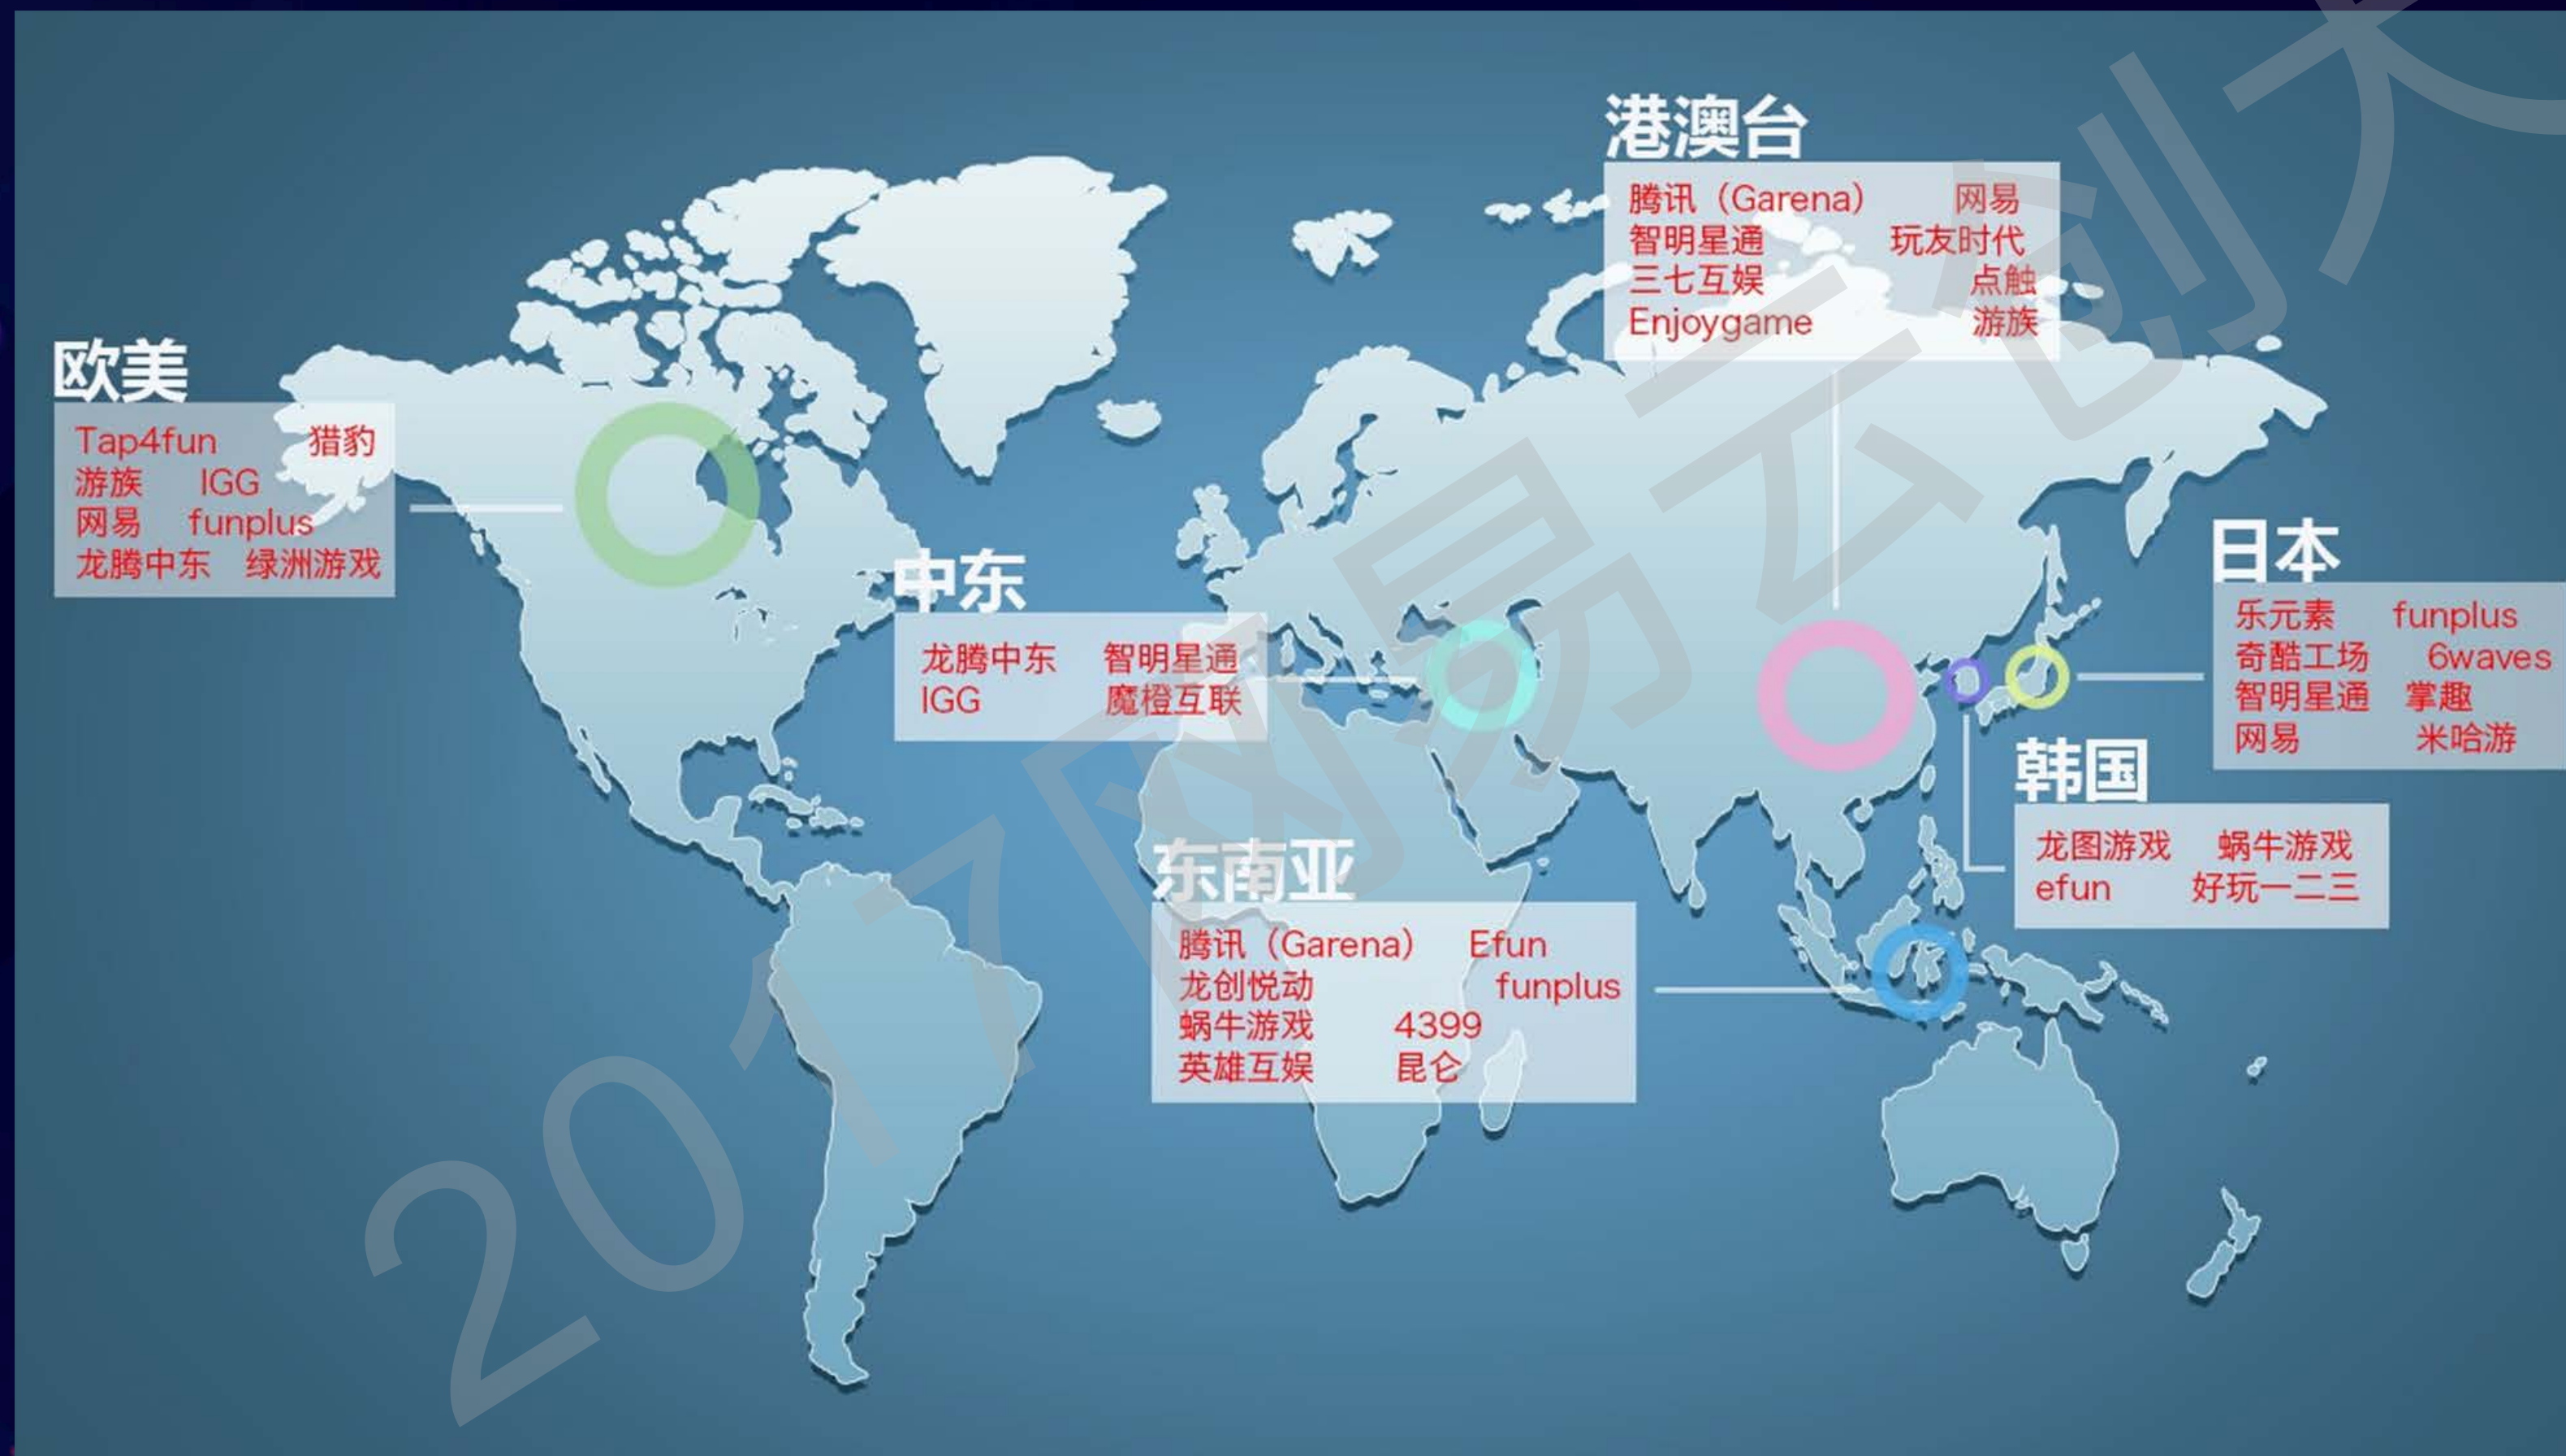 港澳台
腾讯（Garena） 网易
智明星通 玩友时代
三七互娱 点触
Enjoygame 游族
欧美
Tap4fun 猎豹
游族 IGG
网易 funplus
龙腾中东 绿洲游戏
中东
龙腾中东 智明星通
IGG 魔橙互联
日本
乐元素 funplus
奇酷工场 6waves
智明星通 掌趣
网易 米哈游
韩国
龙图游戏 蜗牛游戏
efun 好玩一二三
东南亚
腾讯（Garena） Efun
龙创悦动 funplus
蜗牛游戏 4399
英雄互娱 昆仑
2017网易云创大